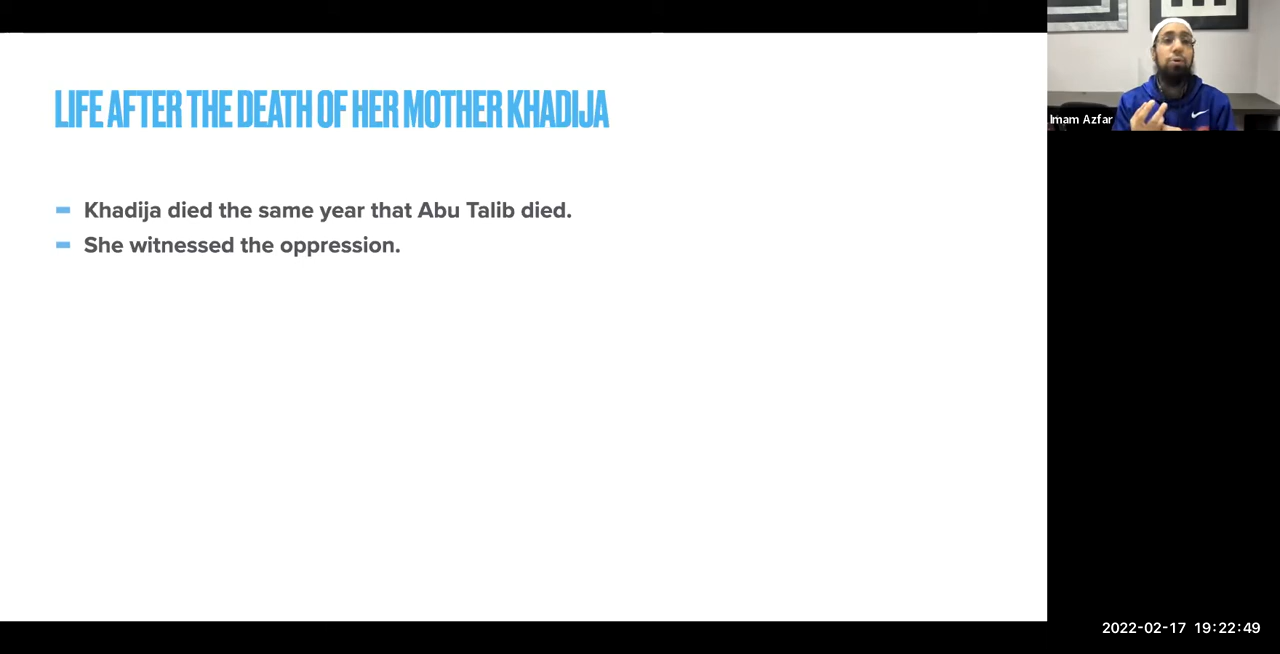 LIFE AFTER THE DEATH OF HER MOTHER KHADIJA
Khadija died the same year that Abu Talib died.
She witnessed the oppression.
Imam Azfar
2022-02-17 19:22:49